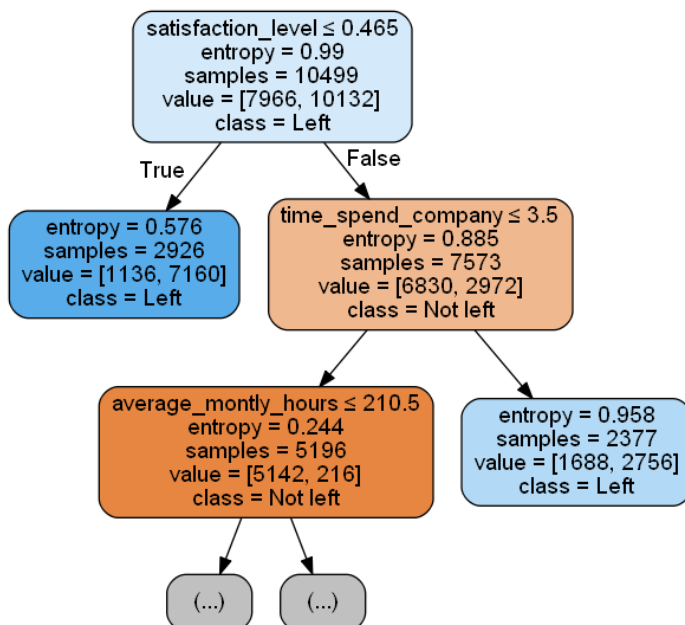 satisfaction_level ≤ 0.465
entropy = 0.99
samples = 10499
value = [7966, 10132]
class = Left
True
False
entropy = 0.576
samples = 2926
value = [1136, 7160]
class = Left
time_spend_company ≤ 3.5
entropy = 0.885
samples = 7573
value = [6830, 2972]
class = Not left
average_montly_hours ≤ 210.5
entropy = 0.244
samples = 5196
value = [5142, 216]
class = Not left
entropy = 0.958
samples = 2377
value = [1688, 2756]
class = Left
(...)
(...)